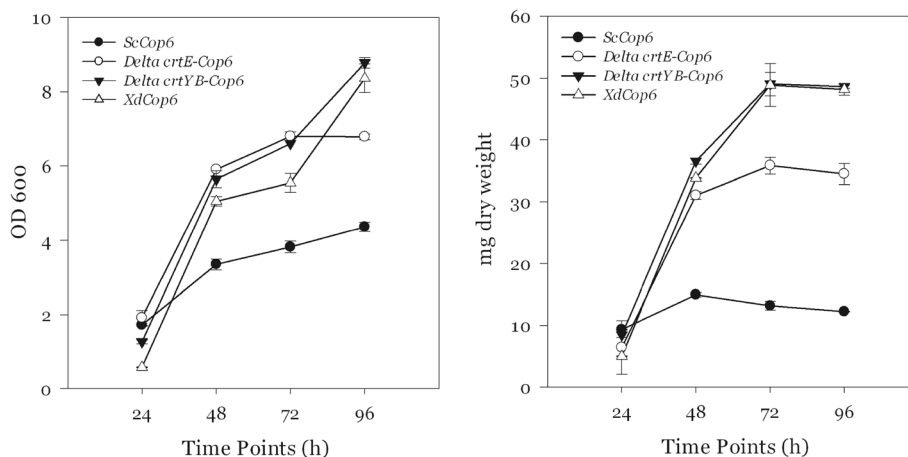 10
8
6
4
2
0
OD 600
ScCop6
Delta crtE-Cop6
Delta crtYB-Cop6
XdCop6
24 48 72 96
Time Points (h)
60
50
40
30
20
10
0
mg dry weight
ScCop6
Delta crtE-Cop6
Delta crtYB-Cop6
XdCop6
24 48 72 96
Time Points (h)